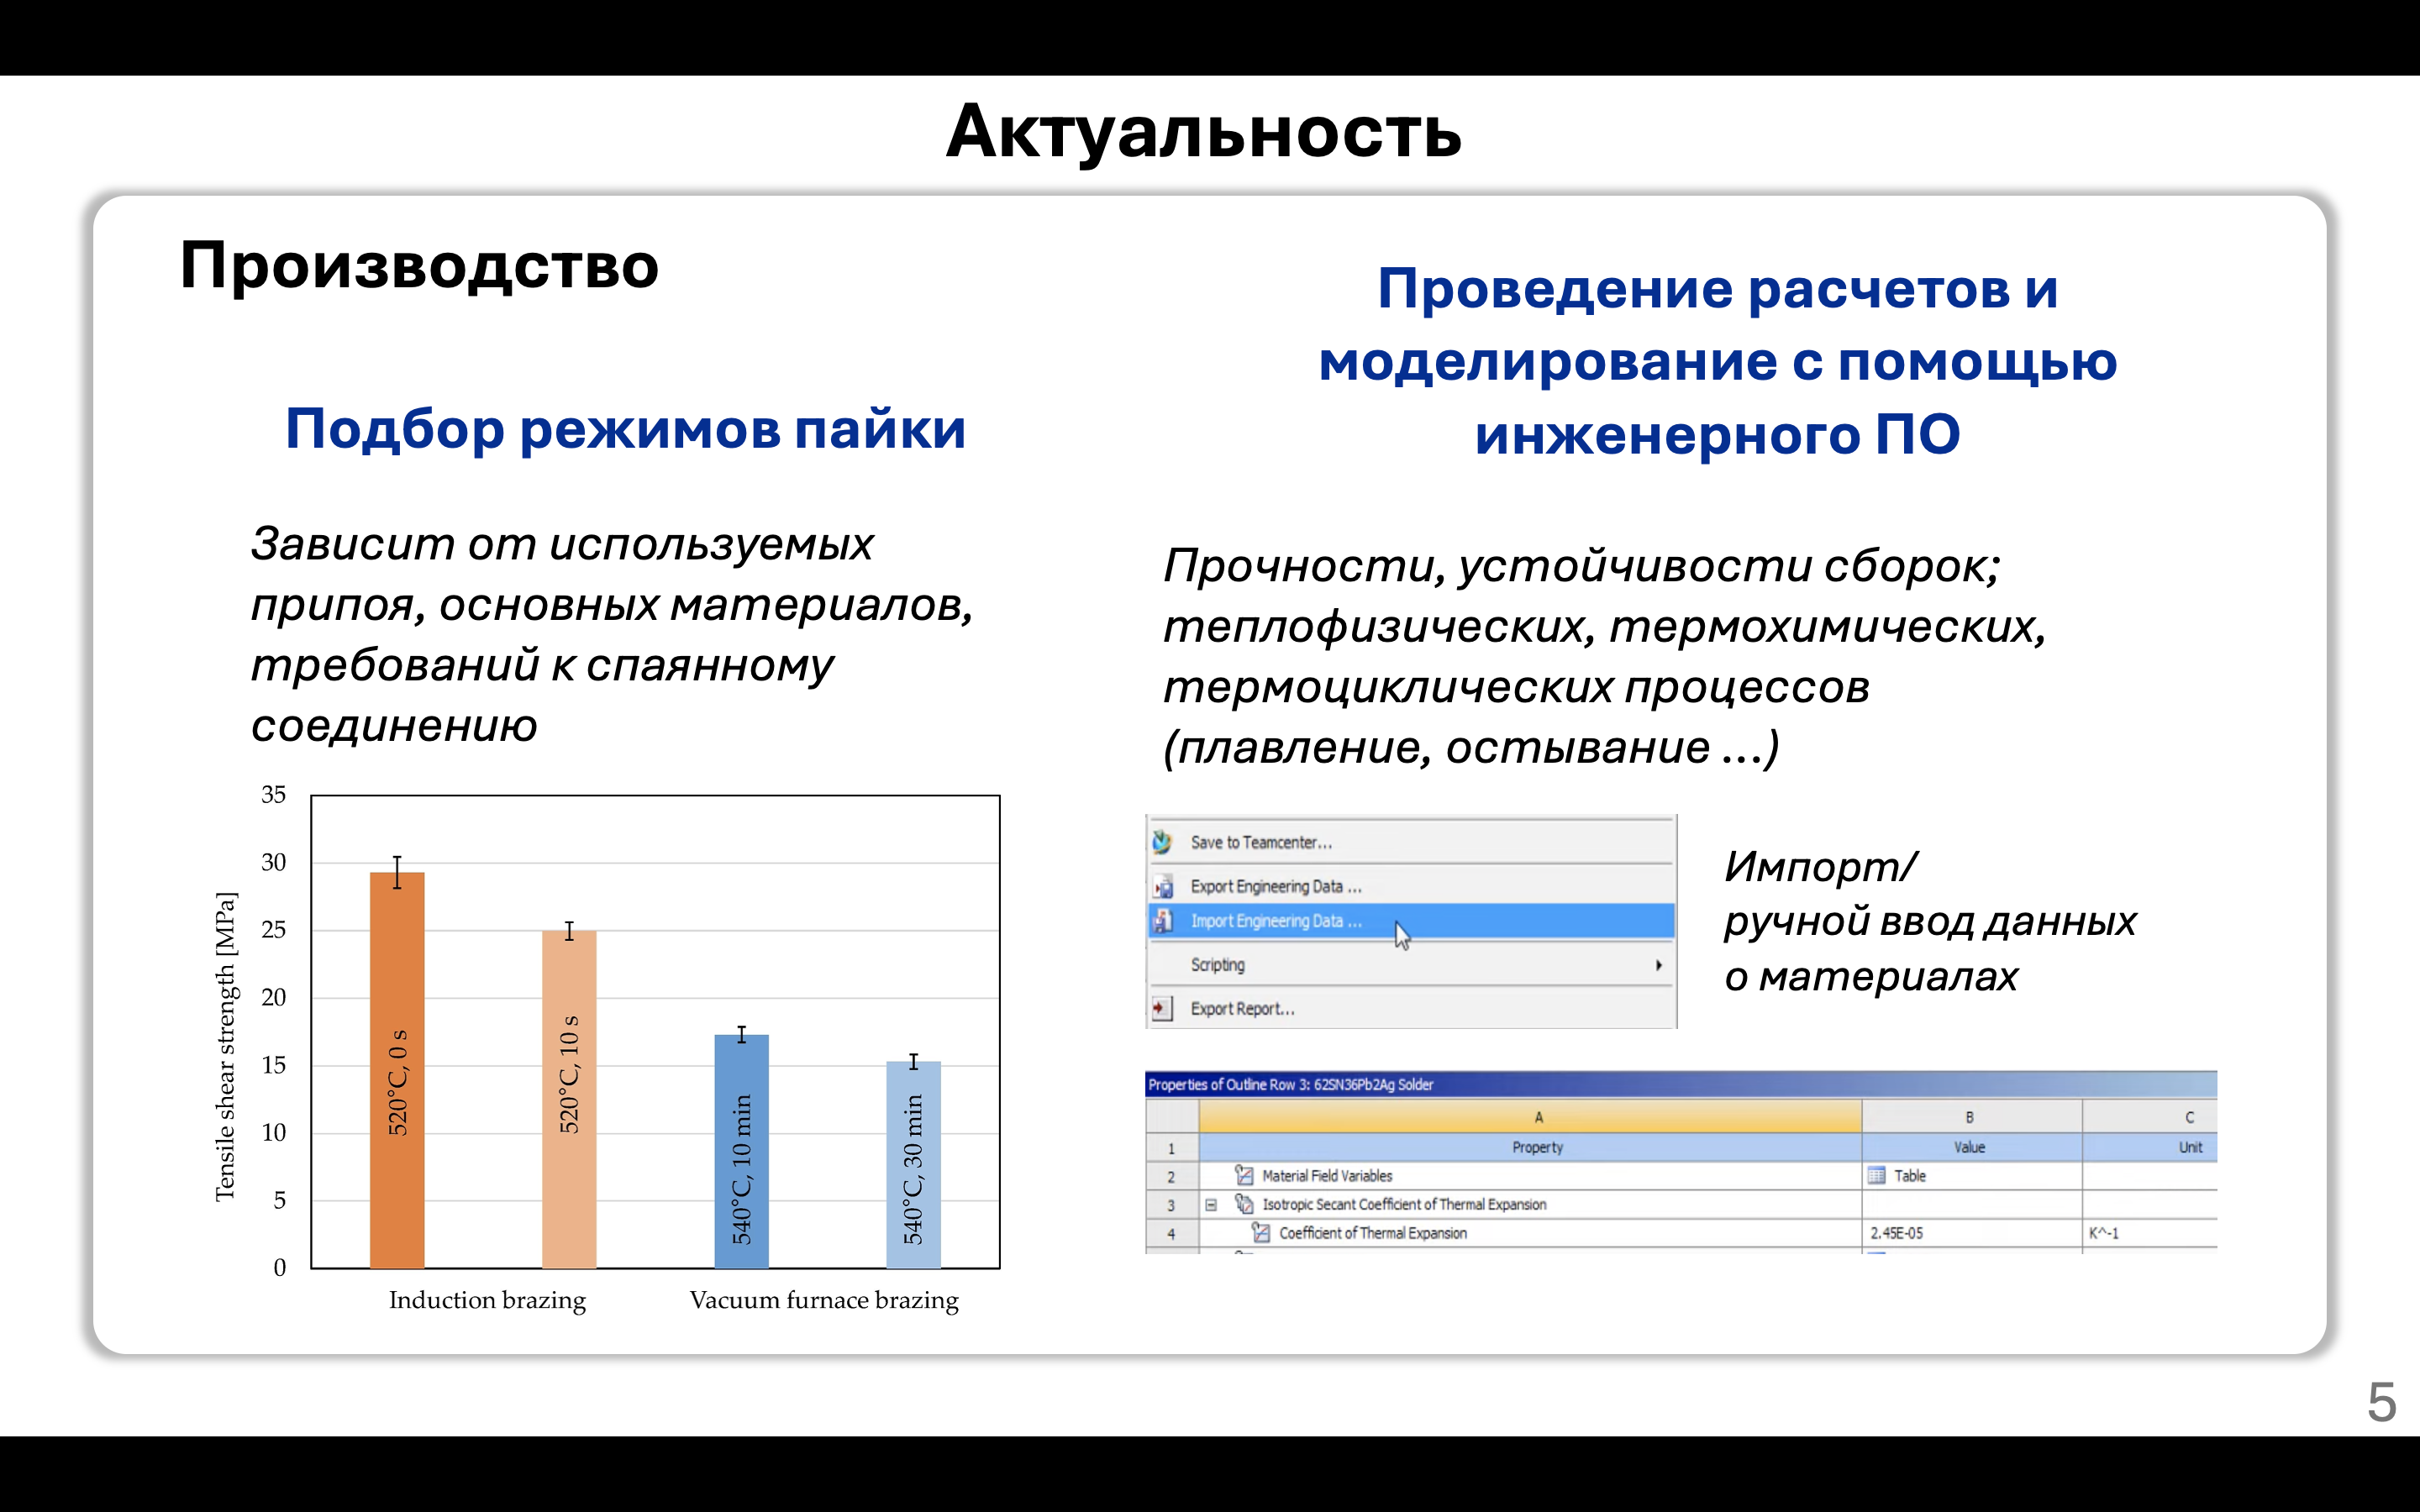 Актуальность
Производство
Подбор режимов пайки
Зависит от используемых
припоя, основных материалов,
требований к спаянному
соединению
35
30
25
20
15
10
5
0
Tensile shear strength [MPa]
520°C, 0 s
520°C, 10 s
540°C, 10 min
540°C, 30 min
Induction brazing
Vacuum furnace brazing
Проведение расчетов и
моделирование с помощью
инженерного ПО
Прочности, устойчивости сборок;
теплофизических, термохимических,
термоциклических процессов
(плавление, остывание ...)
Save to Teamcenter...
Export Engineering Data ...
Import Engineering Data ...
Scripting
Export Report...
Импорт/
ручной ввод данных
о материалах
Properties of Outline Row 3: 62SN36Pb2Ag Solder
A B C
1 Property Value Unit
2 Material Field Variables Table
3 Isotropic Secant Coefficient of Thermal Expansion
4 Coefficient of Thermal Expansion 2.45E-05 K^-1
5